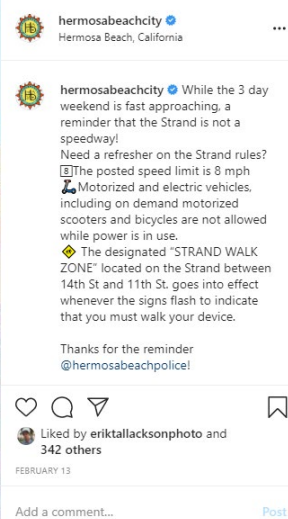 hermosabeachcity
Hermosa Beach, California
hermosabeachcity While the 3 day
weekend is fast approaching, a
reminder that the Strand is not a
speedway!
Need a refresher on the Strand rules?
8 The posted speed limit is 8 mph
Motorized and electric vehicles,
including on demand motorized
scooters and bicycles are not allowed
while power is in use.
The designated "STRAND WALK
ZONE" located on the Strand between
14th St and 11th St. goes into effect
whenever the signs flash to indicate
that you must walk your device.
Thanks for the reminder
@hermosabeachpolice!
Liked by eriktallacksonphoto and
342 others
FEBRUARY 13
Add a comment...
Post